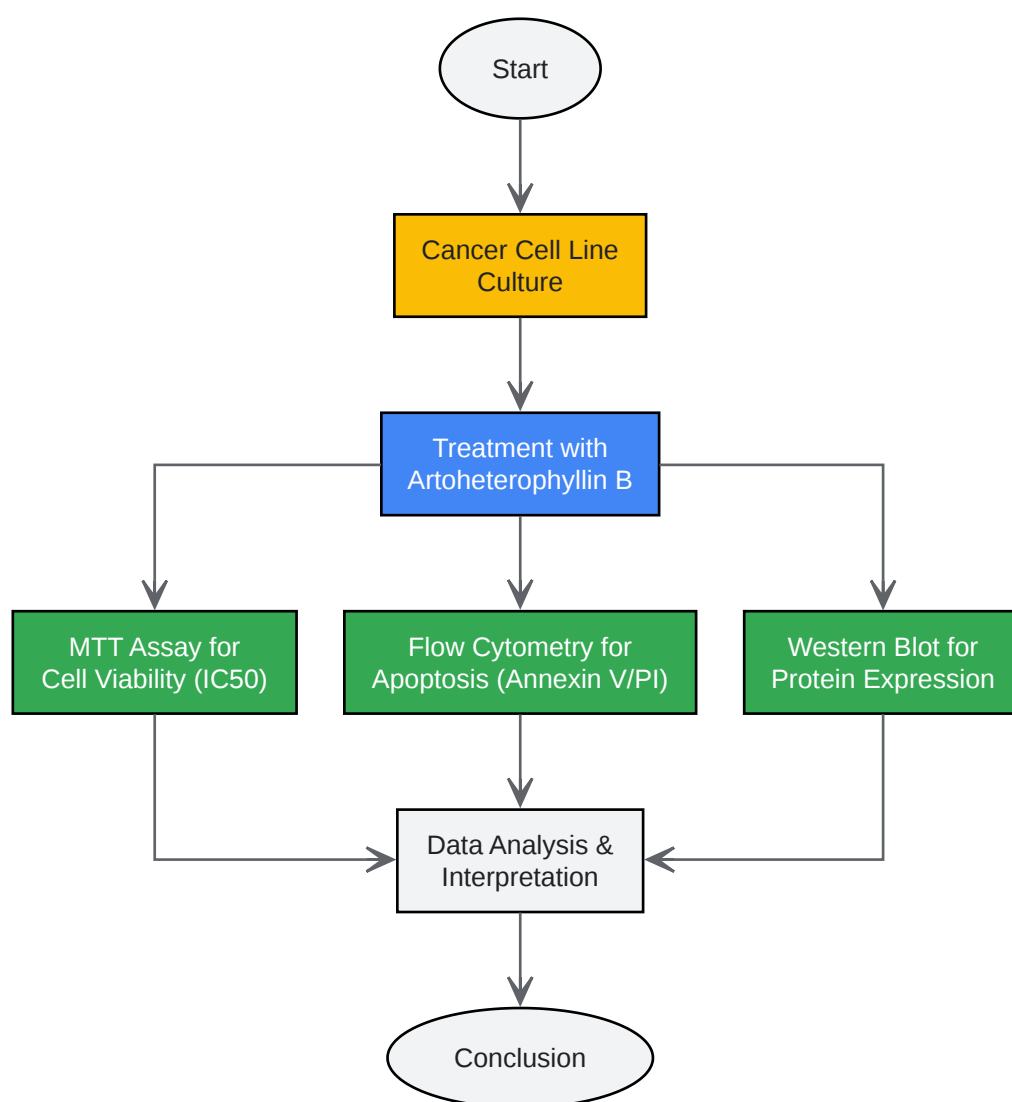 Start
Cancer Cell Line
Culture
Treatment with
Artoheterophyllin B
MTT Assay for
Cell Viability (IC50)
Flow Cytometry for
Apoptosis (Annexin V/PI)
Western Blot for
Protein Expression
Data Analysis &
Interpretation
Conclusion